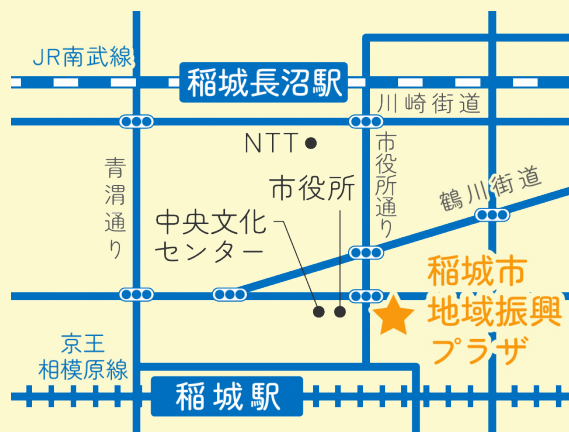 JR南武線
稲城長沼駅
川崎街道
NTT
市役所通り
青渭通り
市役所
鶴川街道
中央文化
センター
稲城市
地域振興
プラザ
京王
相模原線
稲城駅